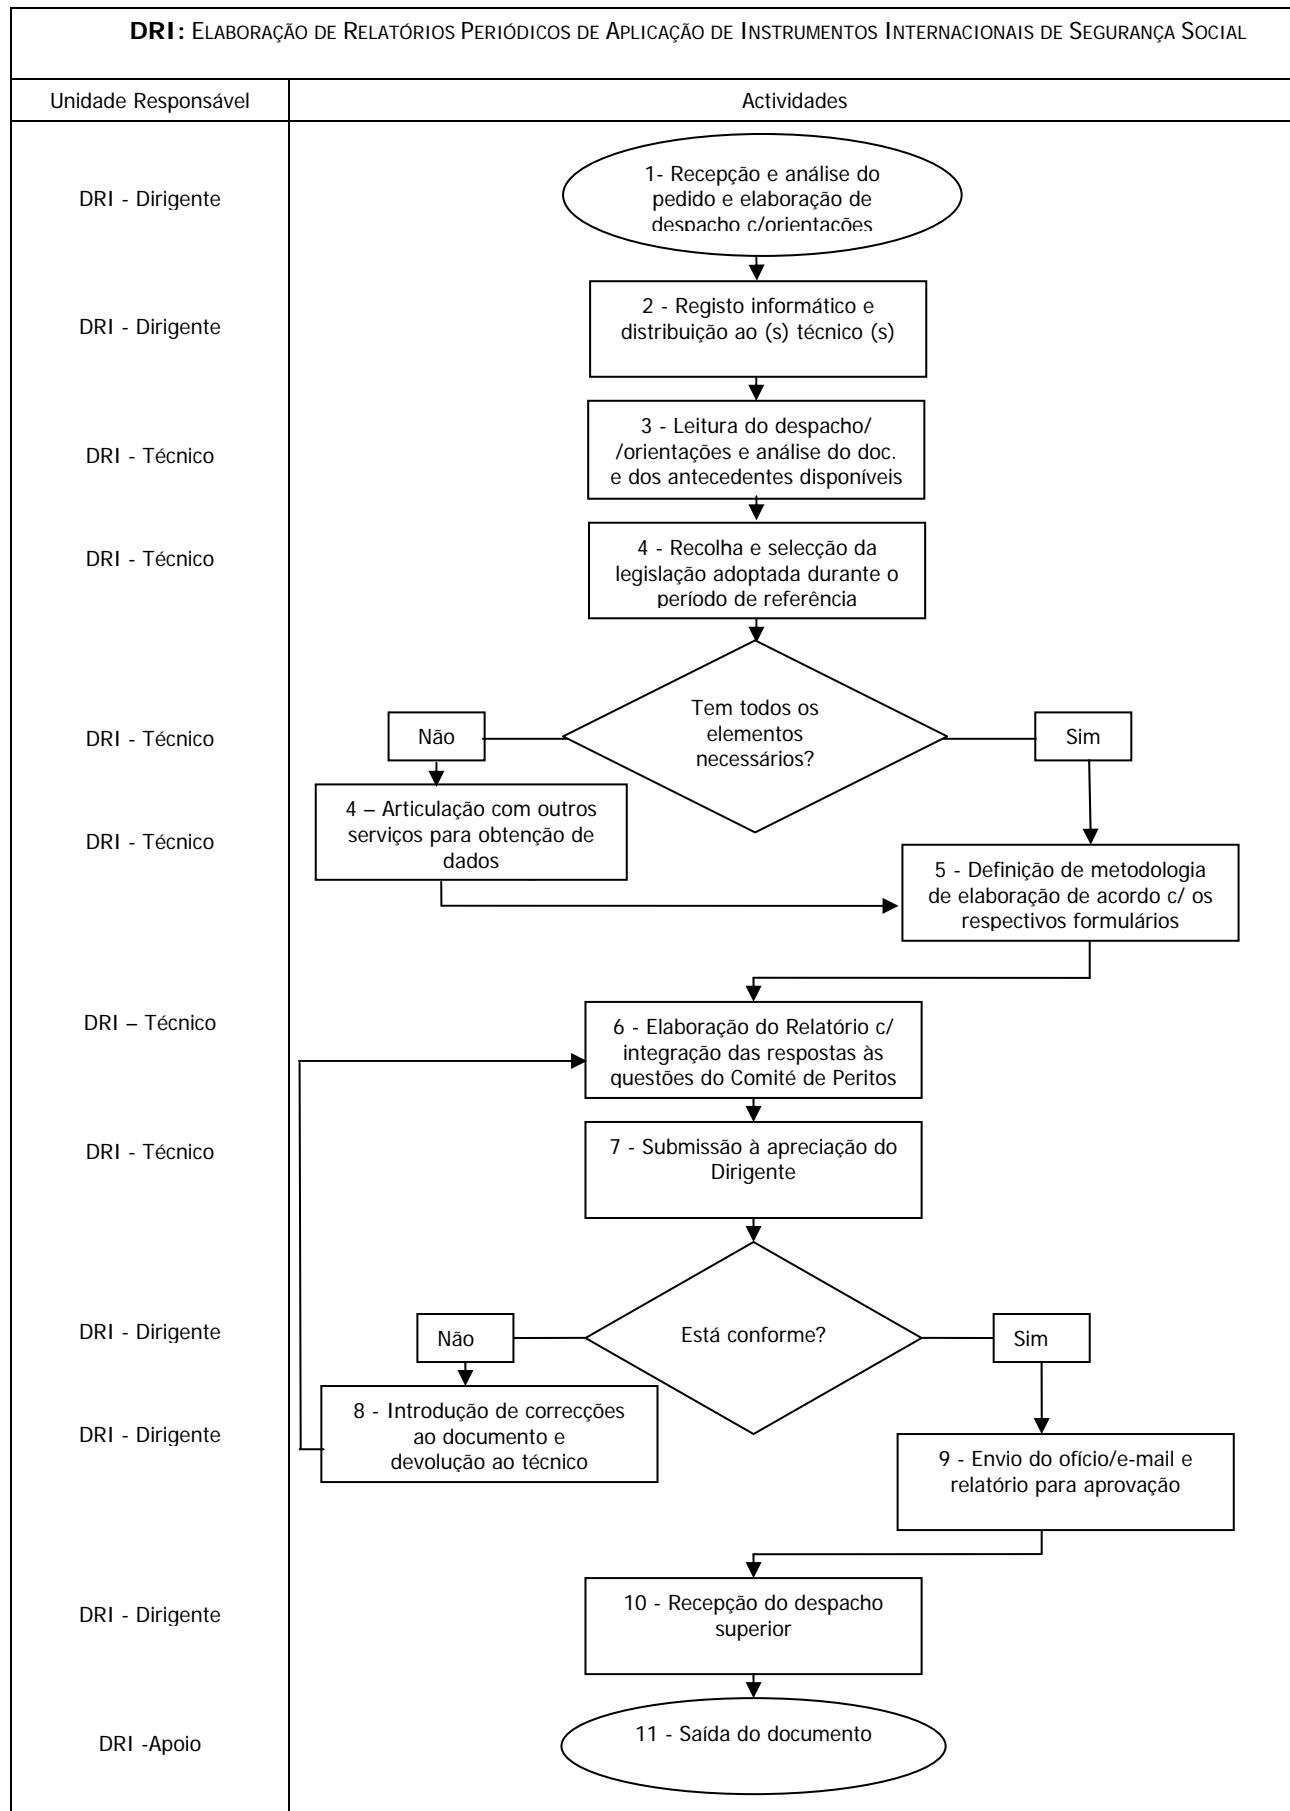 DRI: ELABORAÇÃO DE RELATÓRIOS PERIÓDICOS DE APLICAÇÃO DE INSTRUMENTOS INTERNACIONAIS DE SEGURANÇA SOCIAL
Unidade Responsável
Actividades
DRI - Dirigente
1- Recepção e análise do
pedido e elaboração de
despacho c/orientações
DRI - Dirigente
2 - Registo informático e
distribuição ao (s) técnico (s)
DRI - Técnico
3 - Leitura do despacho/
/orientações e análise do doc.
e dos antecedentes disponíveis
DRI - Técnico
4 - Recolha e selecção da
legislação adoptada durante o
período de referência
DRI - Técnico
Não
Tem todos os
elementos
necessários?
Sim
DRI - Técnico
4 – Articulação com outros
serviços para obtenção de
dados
5 - Definição de metodologia
de elaboração de acordo c/ os
respectivos formulários
DRI – Técnico
6 - Elaboração do Relatório c/
integração das respostas às
questões do Comité de Peritos
DRI - Técnico
7 - Submissão à apreciação do
Dirigente
DRI - Dirigente
Não
Está conforme?
Sim
DRI - Dirigente
8 - Introdução de correcções
ao documento e
devolução ao técnico
9 - Envio do ofício/e-mail e
relatório para aprovação
DRI - Dirigente
10 - Recepção do despacho
superior
DRI -Apoio
11 - Saída do documento